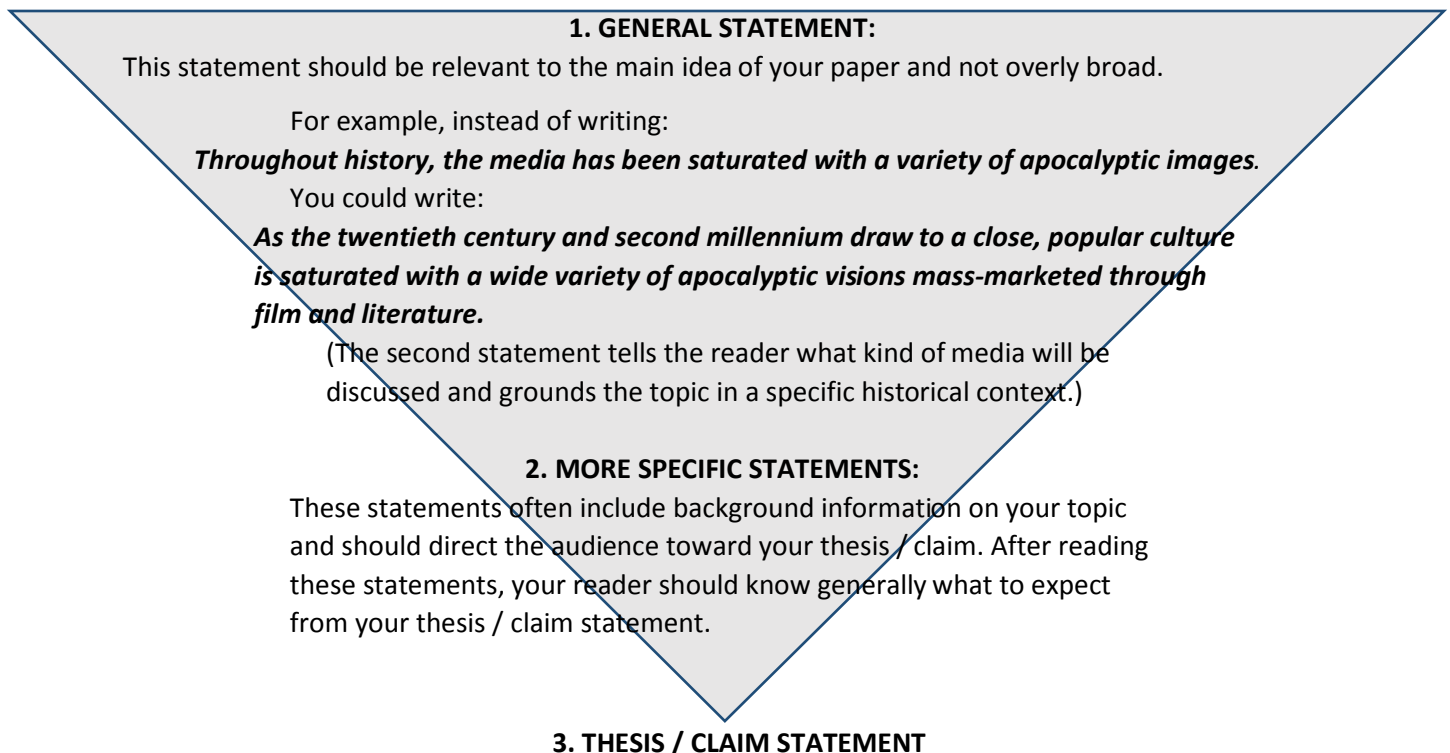 1. GENERAL STATEMENT:
This statement should be relevant to the main idea of your paper and not overly broad.
For example, instead of writing:
Throughout history, the media has been saturated with a variety of apocalyptic images.
You could write:
As the twentieth century and second millennium draw to a close, popular culture
is saturated with a wide variety of apocalyptic visions mass-marketed through
film and literature.
(The second statement tells the reader what kind of media will be
discussed and grounds the topic in a specific historical context.)
2. MORE SPECIFIC STATEMENTS:
These statements often include background information on your topic
and should direct the audience toward your thesis / claim. After reading
these statements, your reader should know generally what to expect
from your thesis / claim statement.
3. THESIS / CLAIM STATEMENT